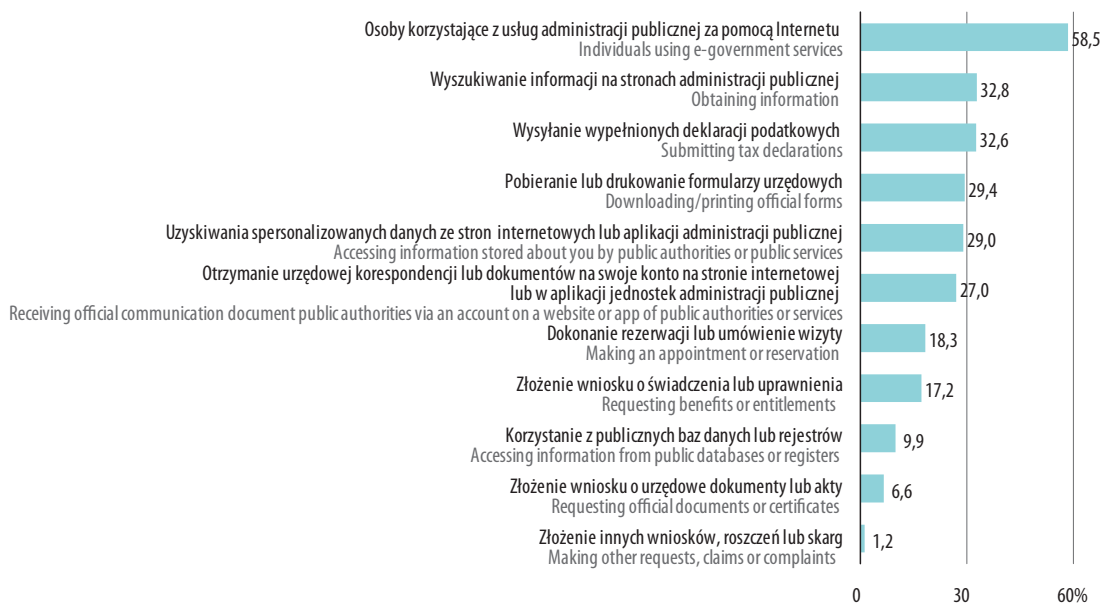 Osoby korzystające z usług administracji publicznej za pomocą Internetu
Individuals using e-government services
58,5
Wyszukiwanie informacji na stronach administracji publicznej
Obtaining information
32,8
Wysyłanie wypełnionych deklaracji podatkowych
Submitting tax declarations
32,6
Pobieranie lub drukowanie formularzy urzędowych
Downloading/printing official forms
29,4
Uzyskiwania spersonalizowanych danych ze stron internetowych lub aplikacji administracji publicznej
Accessing information stored about you by public authorities or public services
29,0
Otrzymanie urzędowej korespondencji lub dokumentów na swoje konto na stronie internetowej
lub w aplikacji jednostek administracji publicznej
Receiving official communication document public authorities via an account on a website or app of public authorities or services
27,0
Dokonanie rezerwacji lub umówienie wizyty
Making an appointment or reservation
18,3
Złożenie wniosku o świadczenia lub uprawnienia
Requesting benefits or entitlements
17,2
Korzystanie z publicznych baz danych lub rejestrów
Accessing information from public databases or registers
9,9
Złożenie wniosku o urzędowe dokumenty lub akty
Requesting official documents or certificates
6,6
Złożenie innych wniosków, roszczeń lub skarg
Making other requests, claims or complaints
1,2
0 30 60%